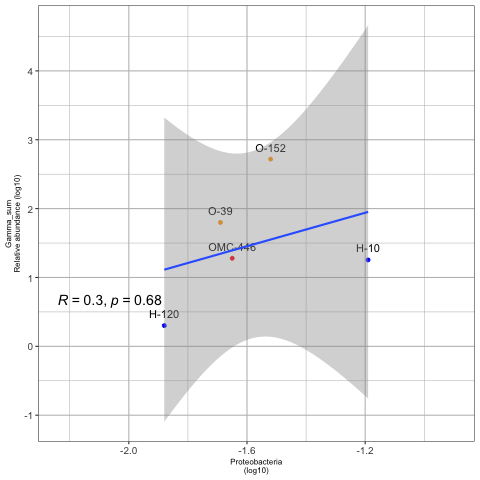 4
3
2
1
0
-1
Gamma_sum
Relative abundance (log10)
O-152
O-39
OMC-446
H-10
R = 0.3, p = 0.68
H-120
-2.0
-1.6
-1.2
Proteobacteria
(log10)